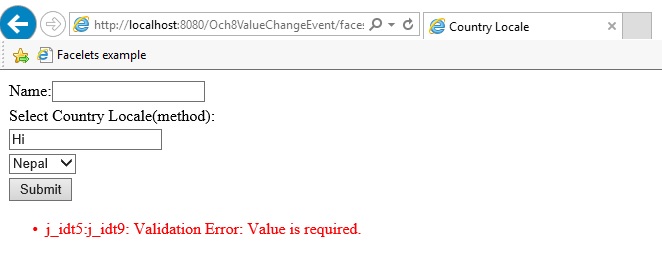 http://localhost:8080/Och8ValueChangeEvent/faces
Country Locale
Facelets example
Name:
Select Country Locale(method):
Hi
Nepal
Submit
j_idt5:j_idt9: Validation Error: Value is required.